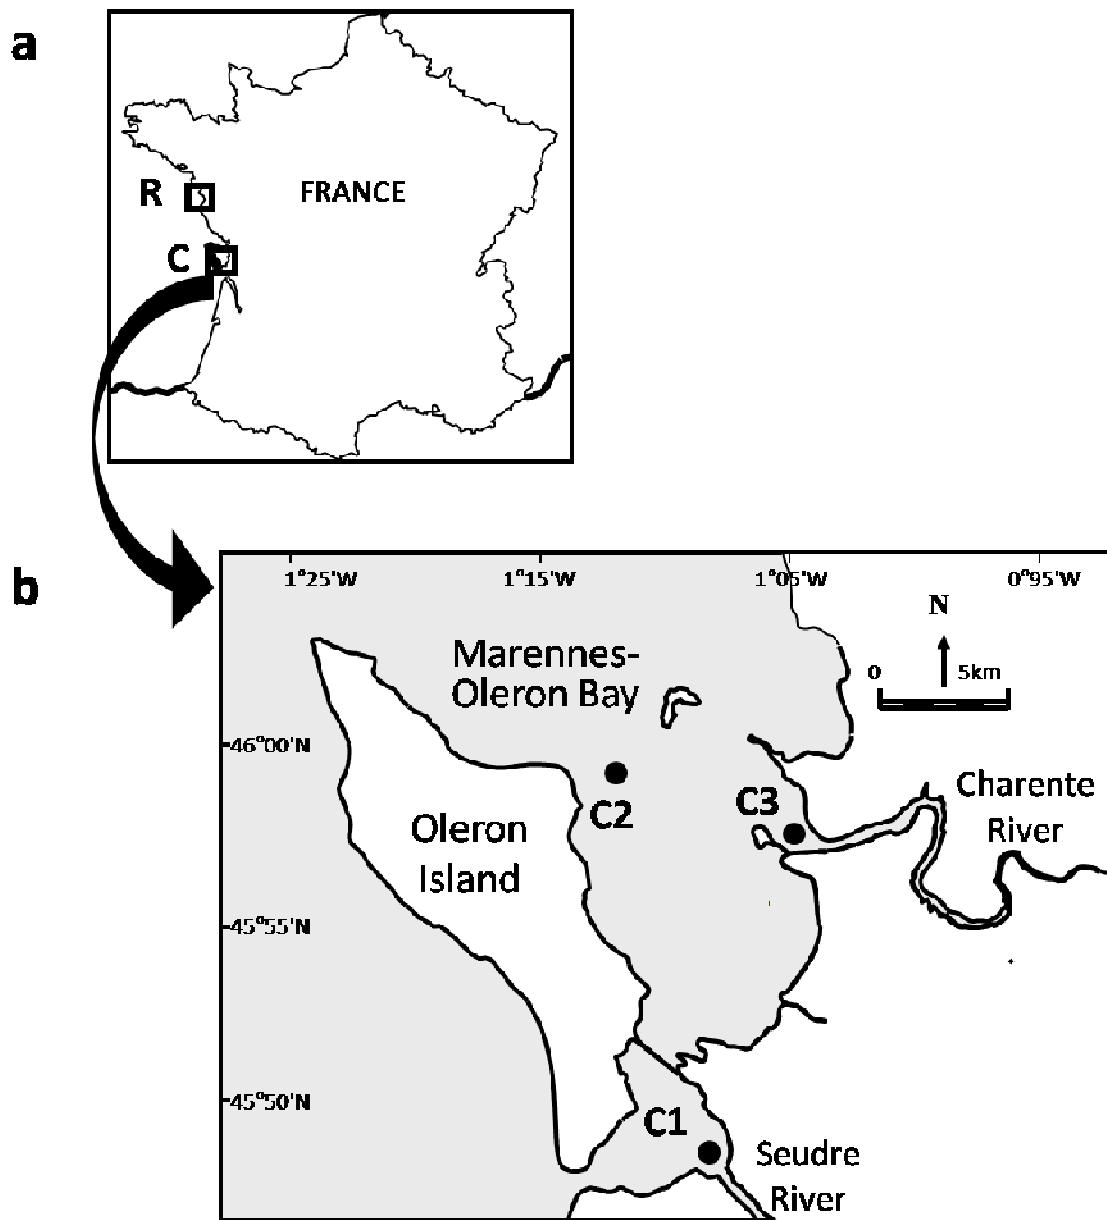 a
R
FRANCE
C
b
1°25'W 1°15'W 1°05'W 0°95'W
N
0 5km
Marennes-
Oleron Bay
46°00'N
C2
C3
Charente
River
Oleron
Island
45°55'N
45°50'N
C1
Seudre
River